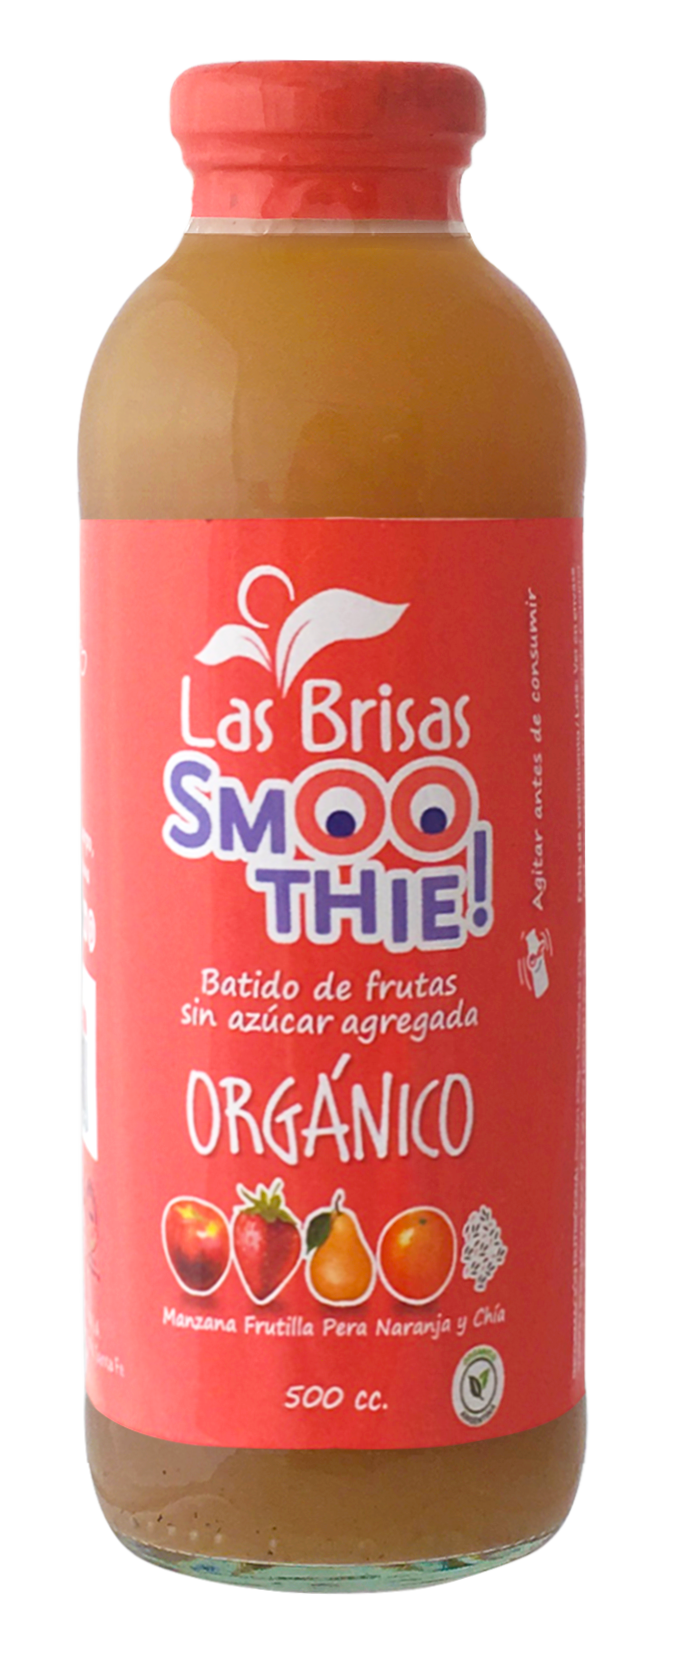 Las Brisas
SMOO
THIE!
Batido de frutas
sin azúcar agregada
ORGÁNICO
Manzana Frutilla Pera Naranja y Chía
500 cc.
Agitar antes de consumir